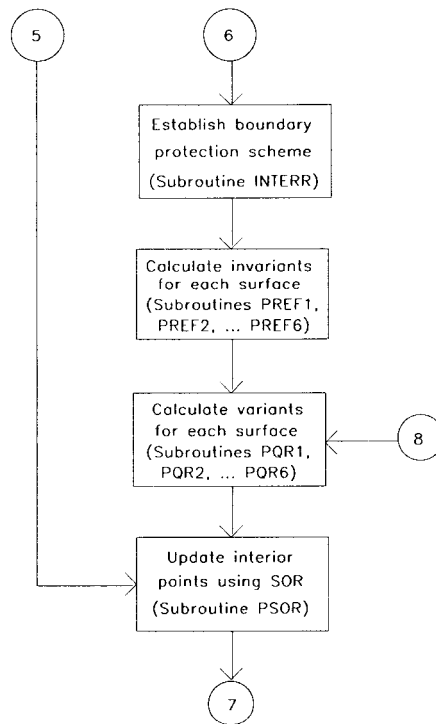 5
6
Establish boundary
protection scheme
(Subroutine INTERR)
Calculate invariants
for each surface
(Subroutines PREF1,
PREF2, ... PREF6)
Calculate variants
for each surface
(Subroutines PQR1,
PQR2, ... PQR6)
8
Update interior
points using SOR
(Subroutine PSOR)
7